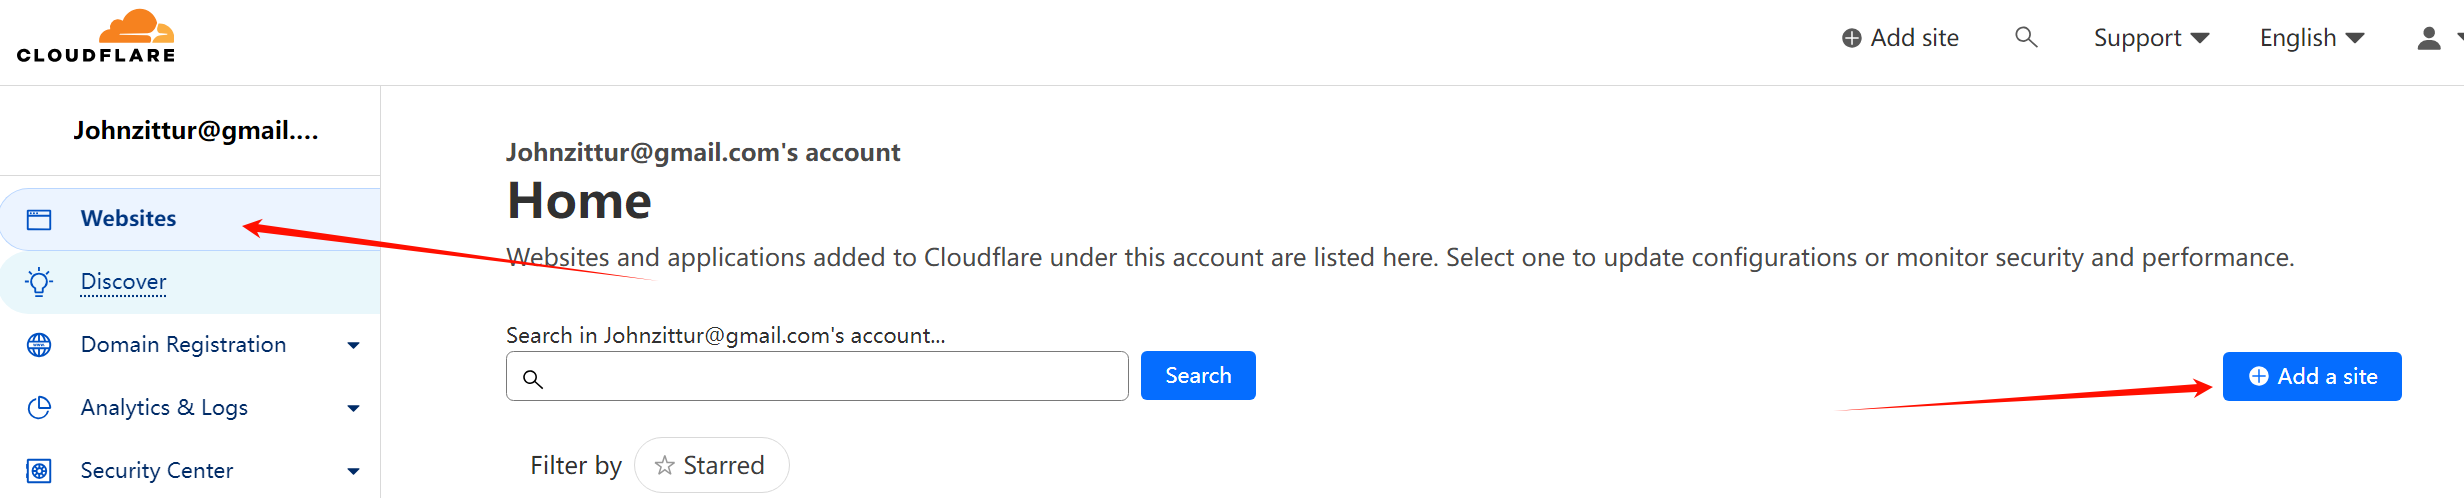 CLOUDFLARE
Add site
Support
English
Johnzittur@gmail....
Websites
Discover
Domain Registration
Analytics & Logs
Security Center
Johnzittur@gmail.com's account
Home
Websites and applications added to Cloudflare under this account are listed here. Select one to update configurations or monitor security and performance.
Search in Johnzittur@gmail.com's account...
Search
Add a site
Filter by
Starred